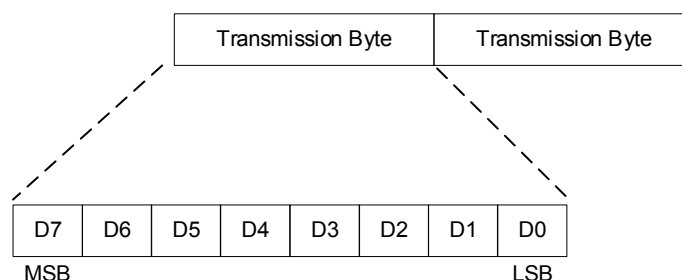 Transmission Byte Transmission Byte
D7 D6 D5 D4 D3 D2 D1 D0
MSB LSB